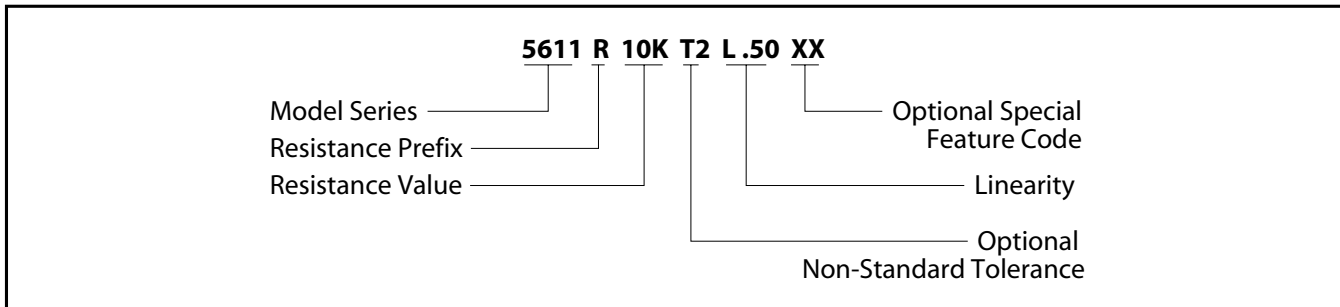 5611 R 10K T2 L .50 XX
Model Series
Resistance Prefix
Resistance Value
Optional Special
Feature Code
Linearity
Optional
Non-Standard Tolerance